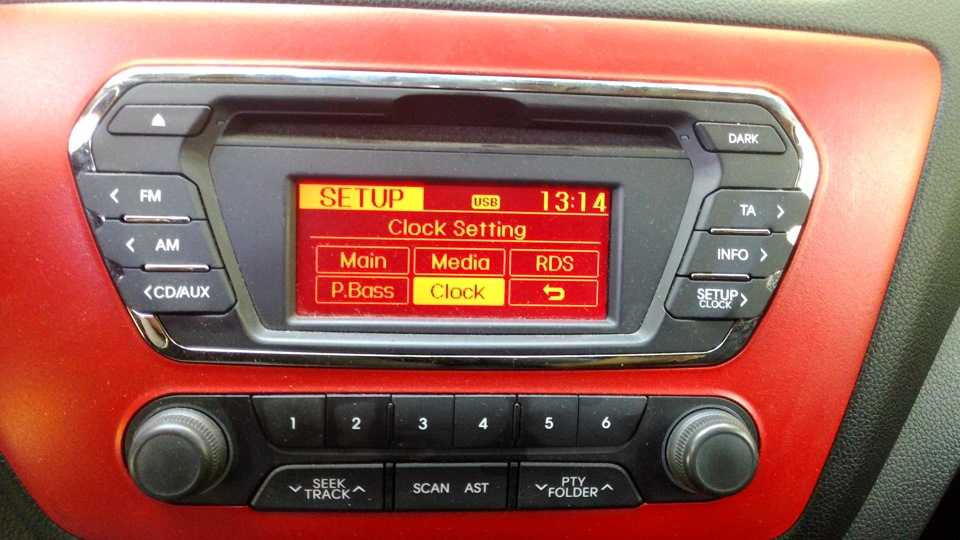 DARK
FM
TA
AM
INFO
CD/AUX
SETUP
CLOCK
SETUP USB 13:14
Clock Setting
Main Media RDS
P.Bass Clock
1 2 3 4 5 6
SEEK
TRACK
SCAN AST
PTY
FOLDER